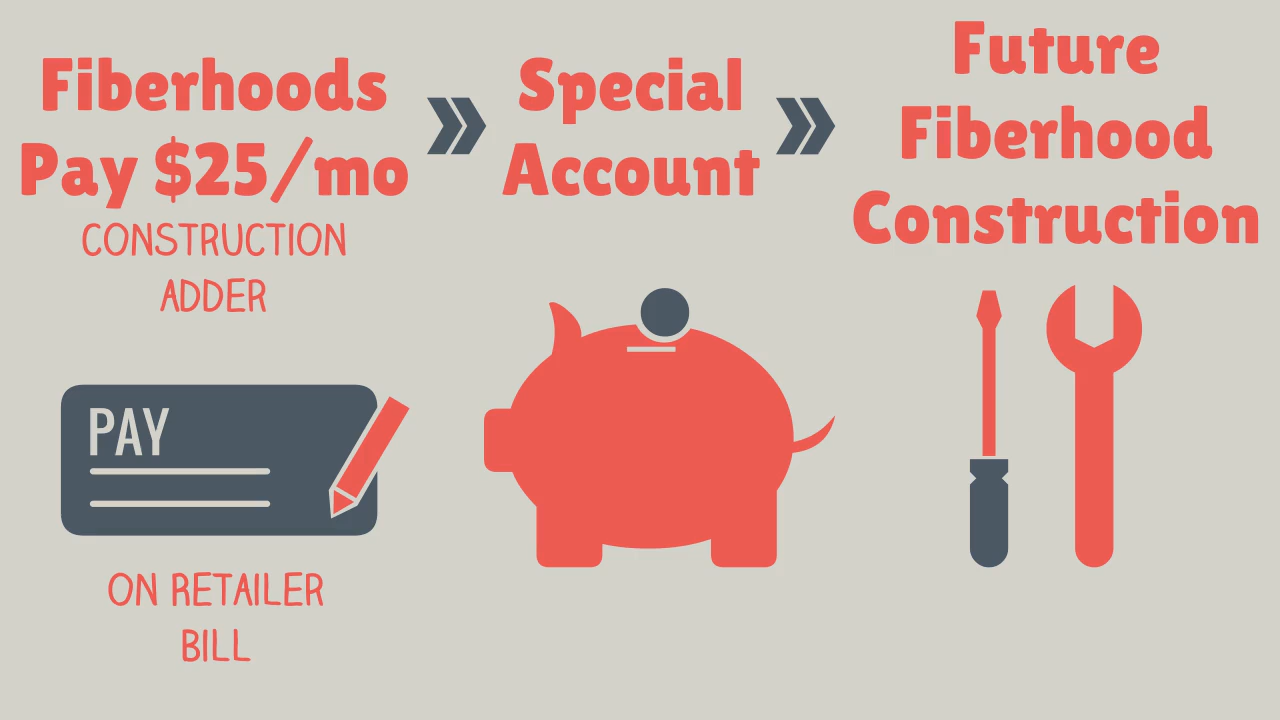 Fiberhoods
Pay $25/mo
CONSTRUCTION
ADDER
PAY
ON RETAILER
BILL
Special
Account
Future
Fiberhood
Construction